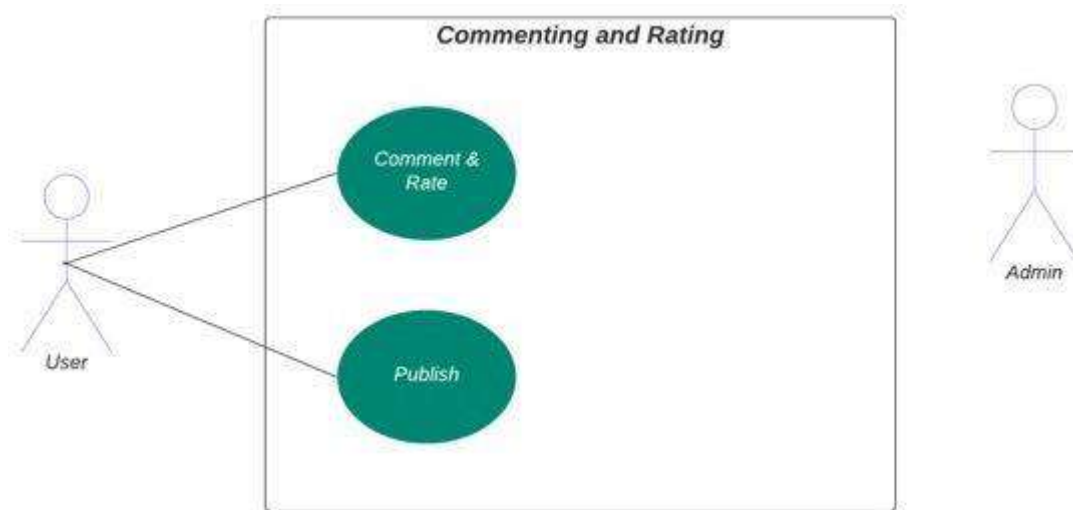 Commenting and Rating
Comment &
Rate
Admin
User
Publish